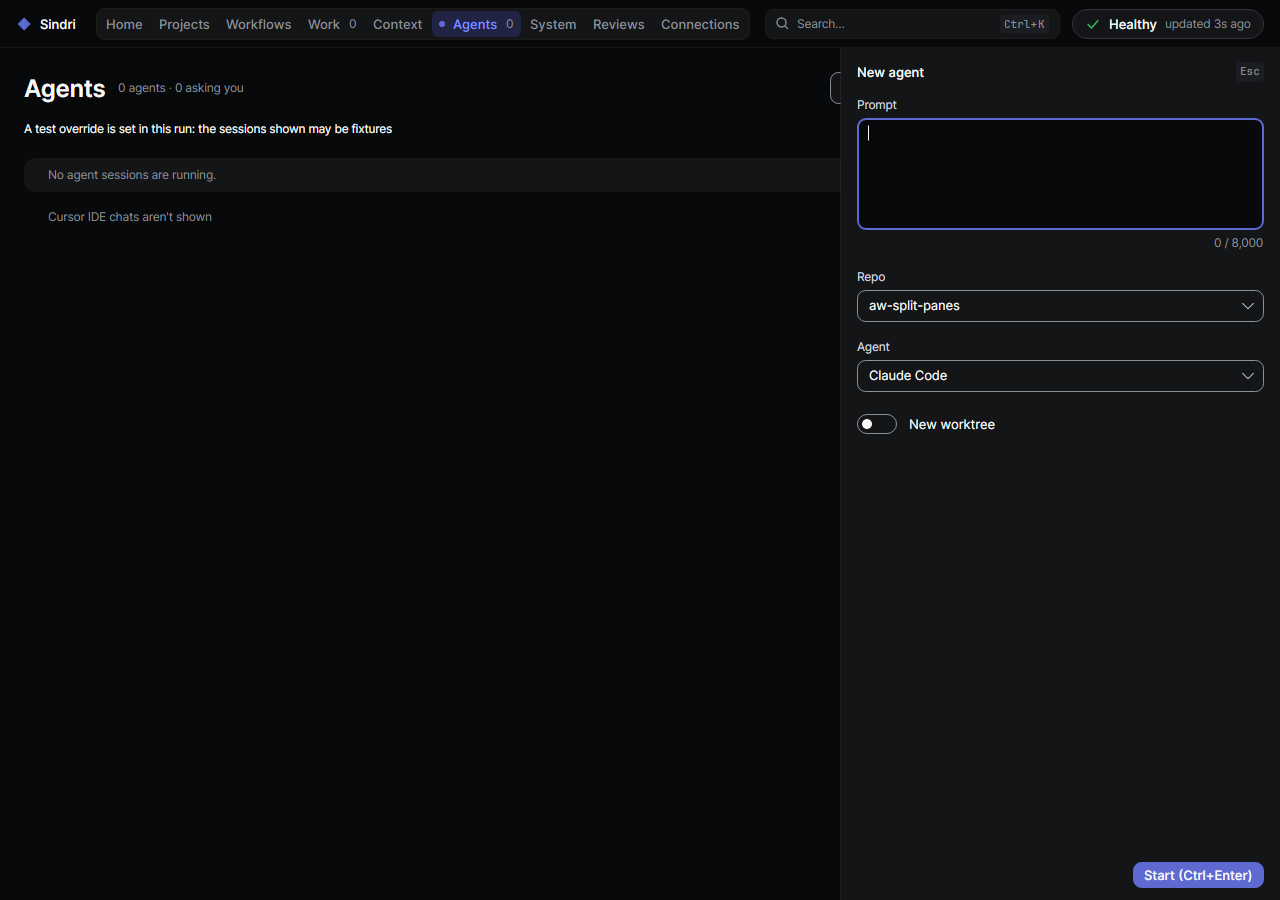 Sindri
Home Projects Workflows Work 0 Context Agents 0 System Reviews Connections
Search... Ctrl+K
Healthy updated 3s ago
Agents 0 agents · 0 asking you
A test override is set in this run: the sessions shown may be fixtures
No agent sessions are running.
Cursor IDE chats aren't shown
New agent Esc
Prompt
0 / 8,000
Repo
aw-split-panes
Agent
Claude Code
New worktree
Start (Ctrl+Enter)